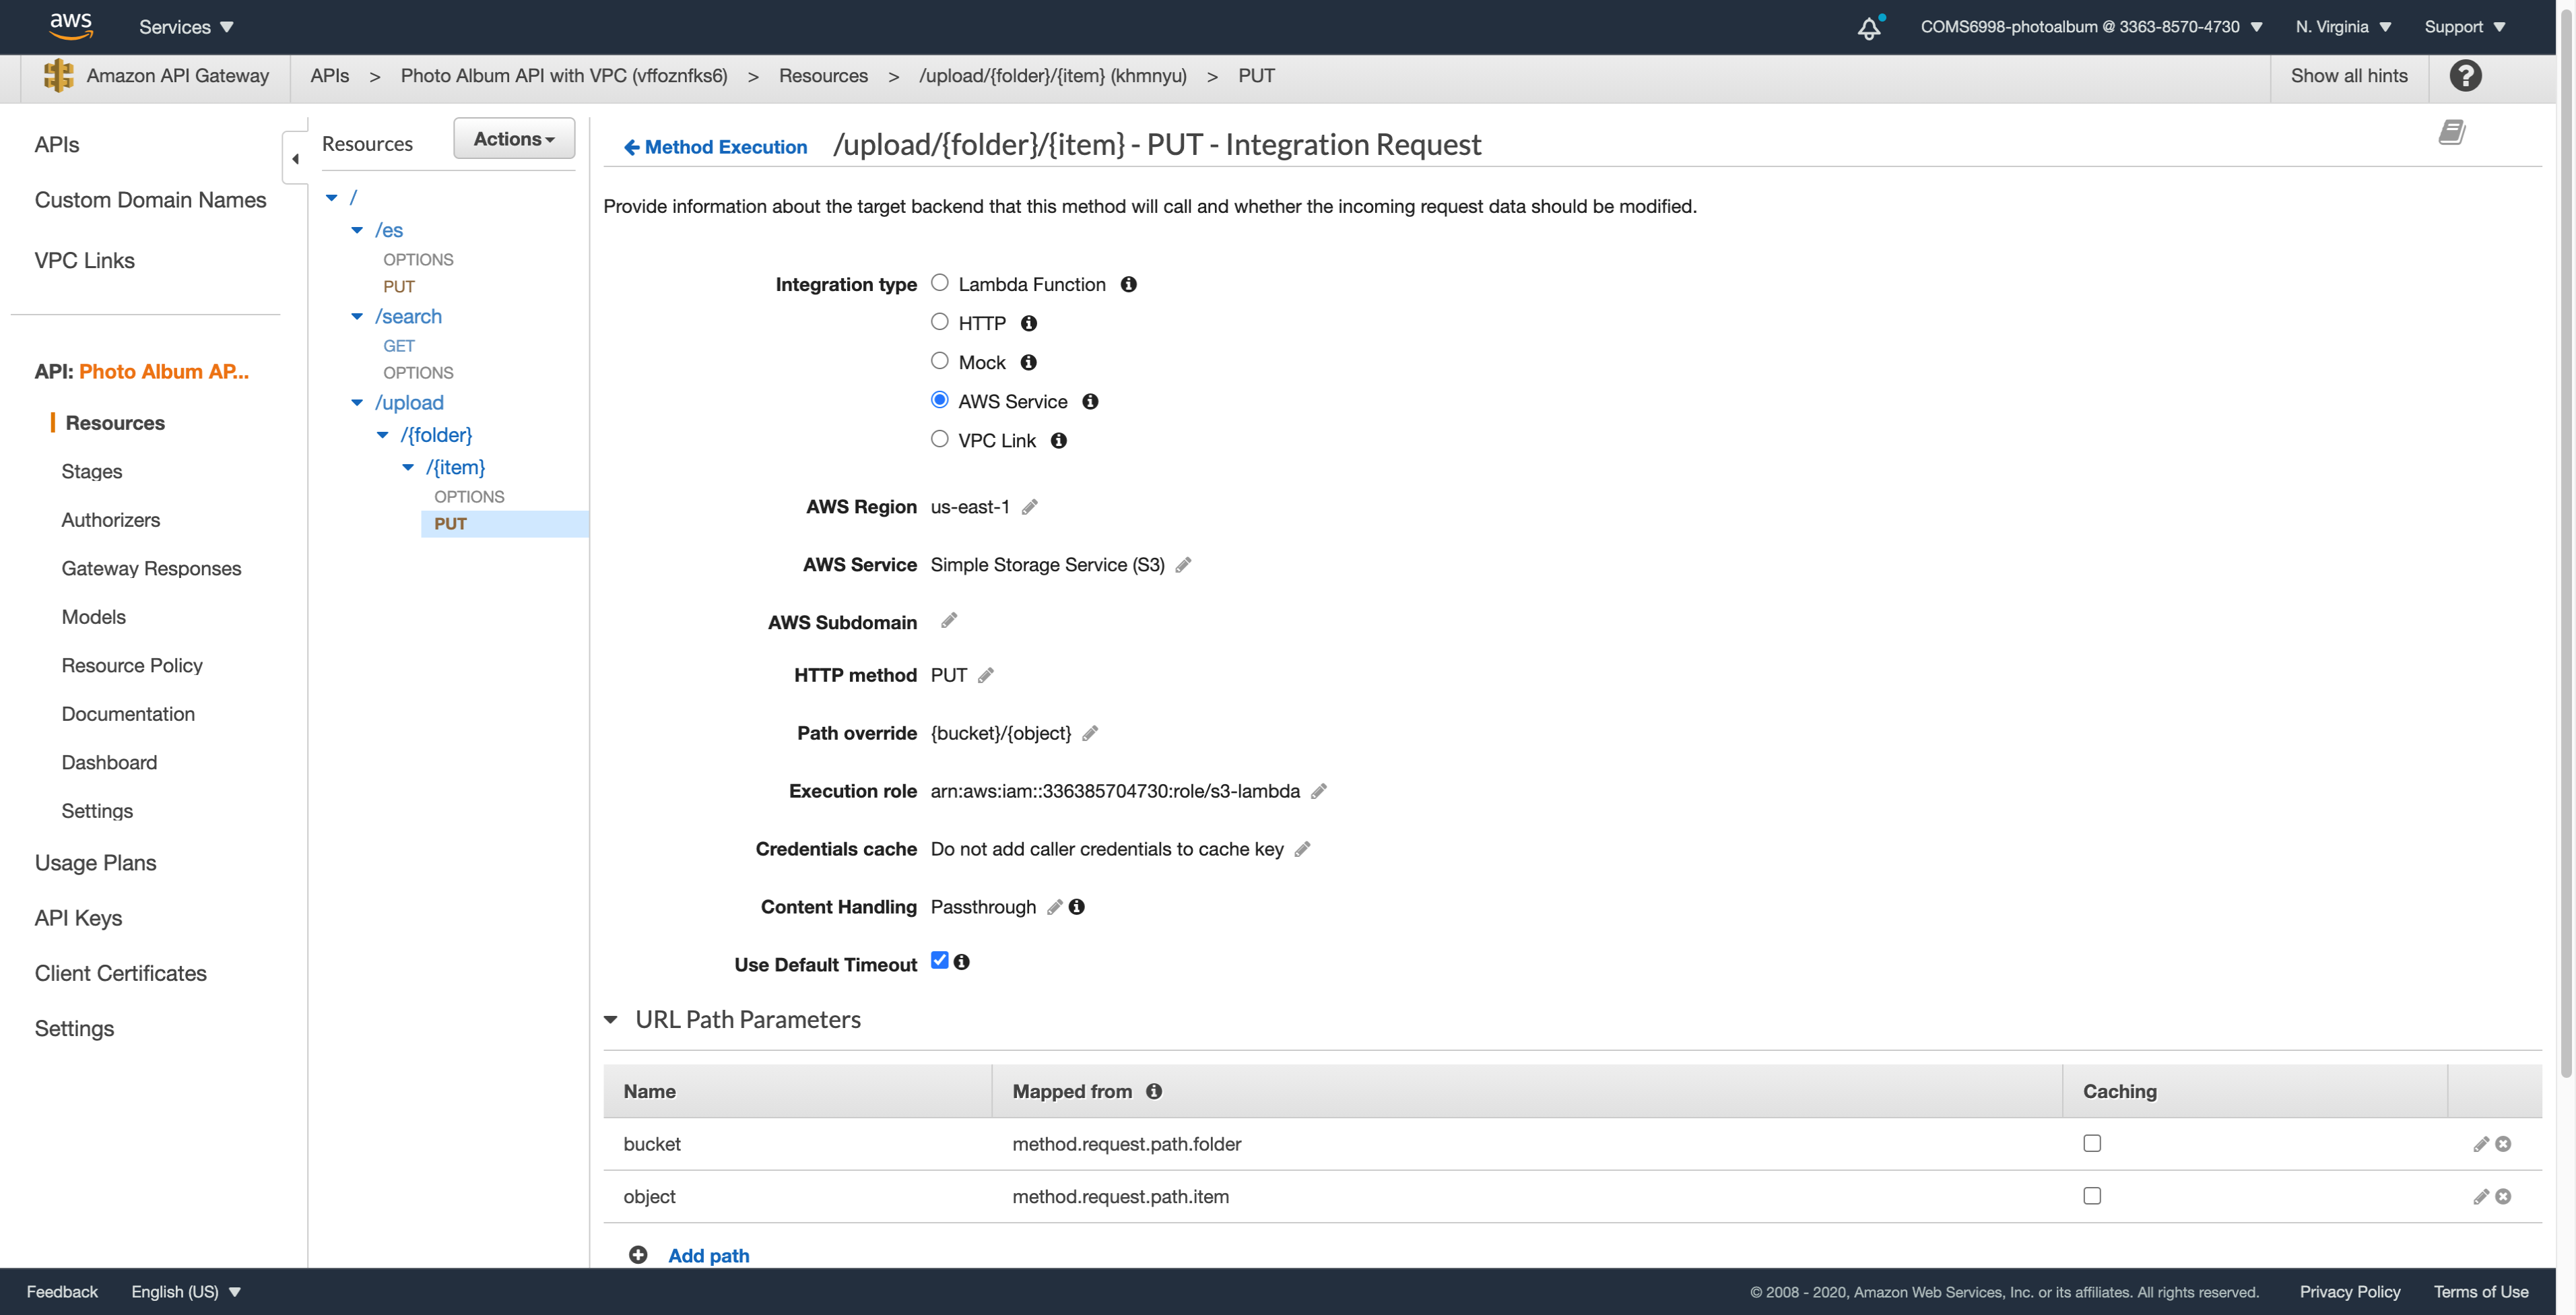 aws Services COMS6998-photoalbum @ 3363-8570-4730 N. Virginia Support
Amazon API Gateway APIs > Photo Album API with VPC (vffoznfks6) > Resources > /upload/{folder}/{item} (khmnyu) > PUT Show all hints ?
APIs
Custom Domain Names
VPC Links
API: Photo Album AP...
Resources
Stages
Authorizers
Gateway Responses
Models
Resource Policy
Documentation
Dashboard
Settings
Usage Plans
API Keys
Client Certificates
Settings
Resources Actions
/
/es
OPTIONS
PUT
/search
GET
OPTIONS
/upload
/{folder}
/{item}
OPTIONS
PUT
Method Execution /upload/{folder}/{item} - PUT - Integration Request
Provide information about the target backend that this method will call and whether the incoming request data should be modified.
Integration type Lambda Function
HTTP
Mock
AWS Service
VPC Link
AWS Region us-east-1
AWS Service Simple Storage Service (S3)
AWS Subdomain
HTTP method PUT
Path override {bucket}/{object}
Execution role arn:aws:iam::336385704730:role/s3-lambda
Credentials cache Do not add caller credentials to cache key
Content Handling Passthrough
Use Default Timeout
URL Path Parameters
Name Mapped from Caching
bucket method.request.path.folder
object method.request.path.item
Add path
Feedback English (US) © 2008 - 2020, Amazon Web Services, Inc. or its affiliates. All rights reserved. Privacy Policy Terms of Use